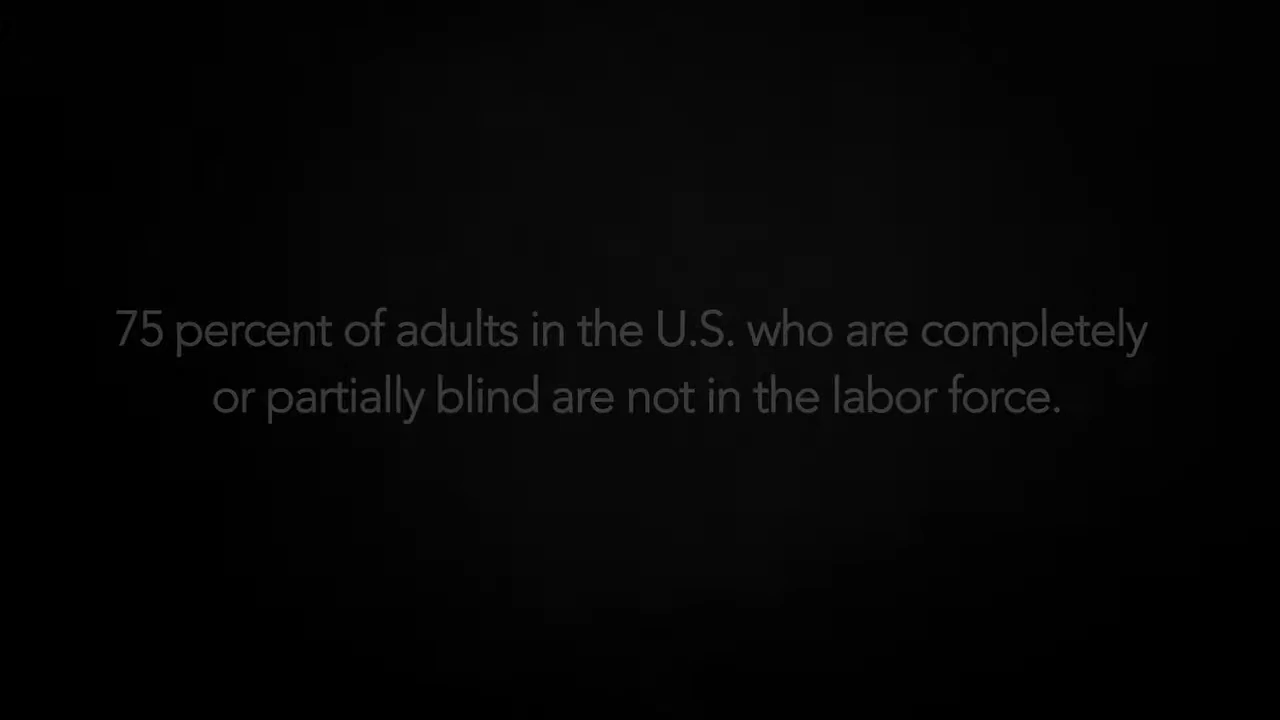 75 percent of adults in the U.S. who are completely
or partially blind are not in the labor force.